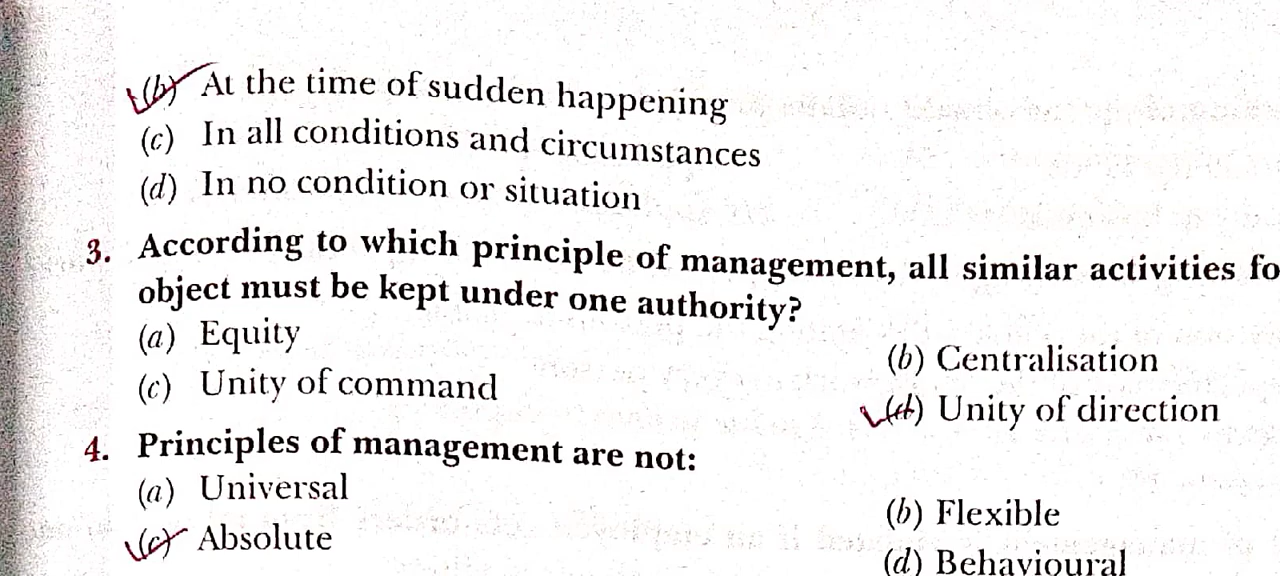 (b) At the time of sudden happening
(c) In all conditions and circumstances
(d) In no condition or situation
3. According to which principle of management, all similar activities fo
object must be kept under one authority?
(a) Equity
(b) Centralisation
(c) Unity of command
(d) Unity of direction
4. Principles of management are not:
(a) Universal
(b) Flexible
(c) Absolute
(d) Behavioural